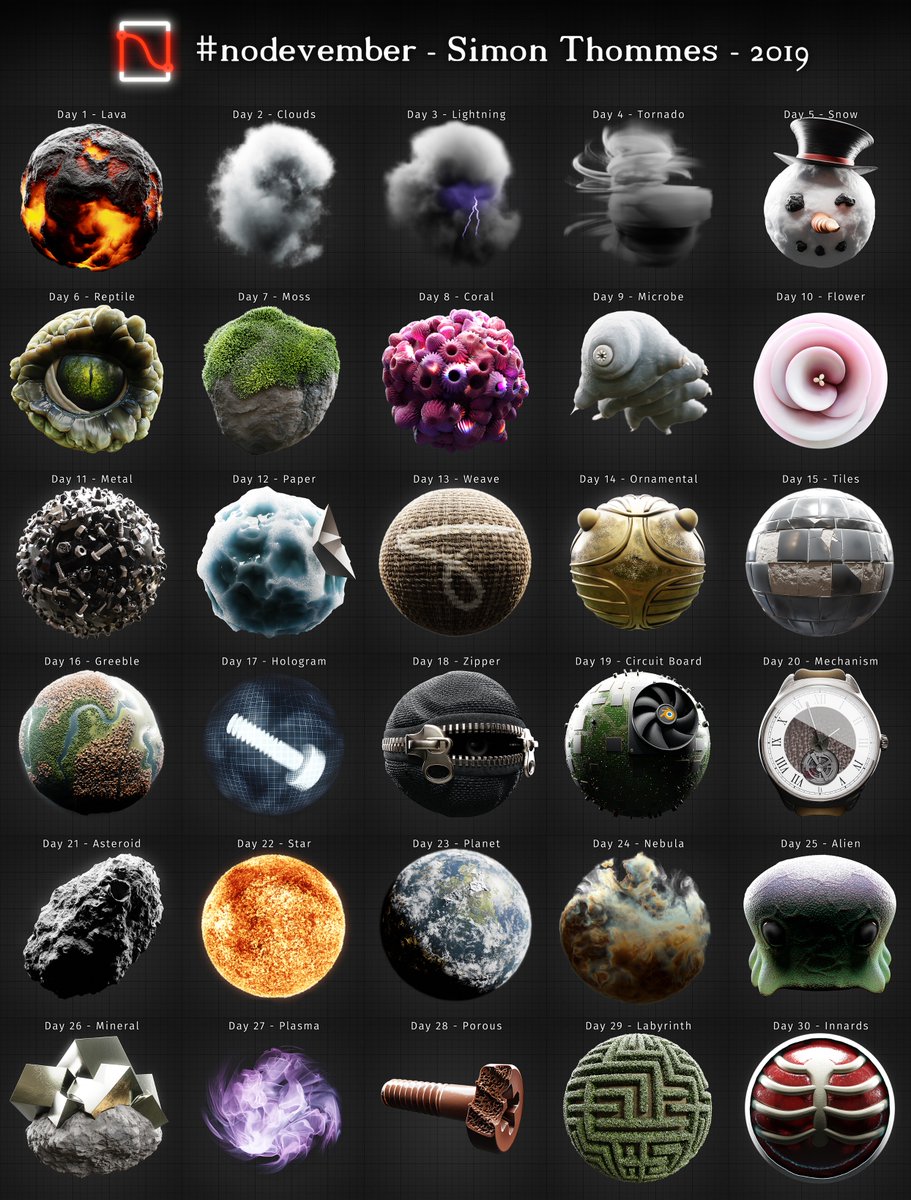 #nodevember - Simon Thommes - 2019
Day 1 - Lava
Day 2 - Clouds
Day 3 - Lightning
Day 4 - Tornado
Day 5 - Snow
Day 6 - Reptile
Day 7 - Moss
Day 8 - Coral
Day 9 - Microbe
Day 10 - Flower
Day 11 - Metal
Day 12 - Paper
Day 13 - Weave
Day 14 - Ornamental
Day 15 - Tiles
Day 16 - Greeble
Day 17 - Hologram
Day 18 - Zipper
Day 19 - Circuit Board
Day 20 - Mechanism
Day 21 - Asteroid
Day 22 - Star
Day 23 - Planet
Day 24 - Nebula
Day 25 - Alien
Day 26 - Mineral
Day 27 - Plasma
Day 28 - Porous
Day 29 - Labyrinth
Day 30 - Innards